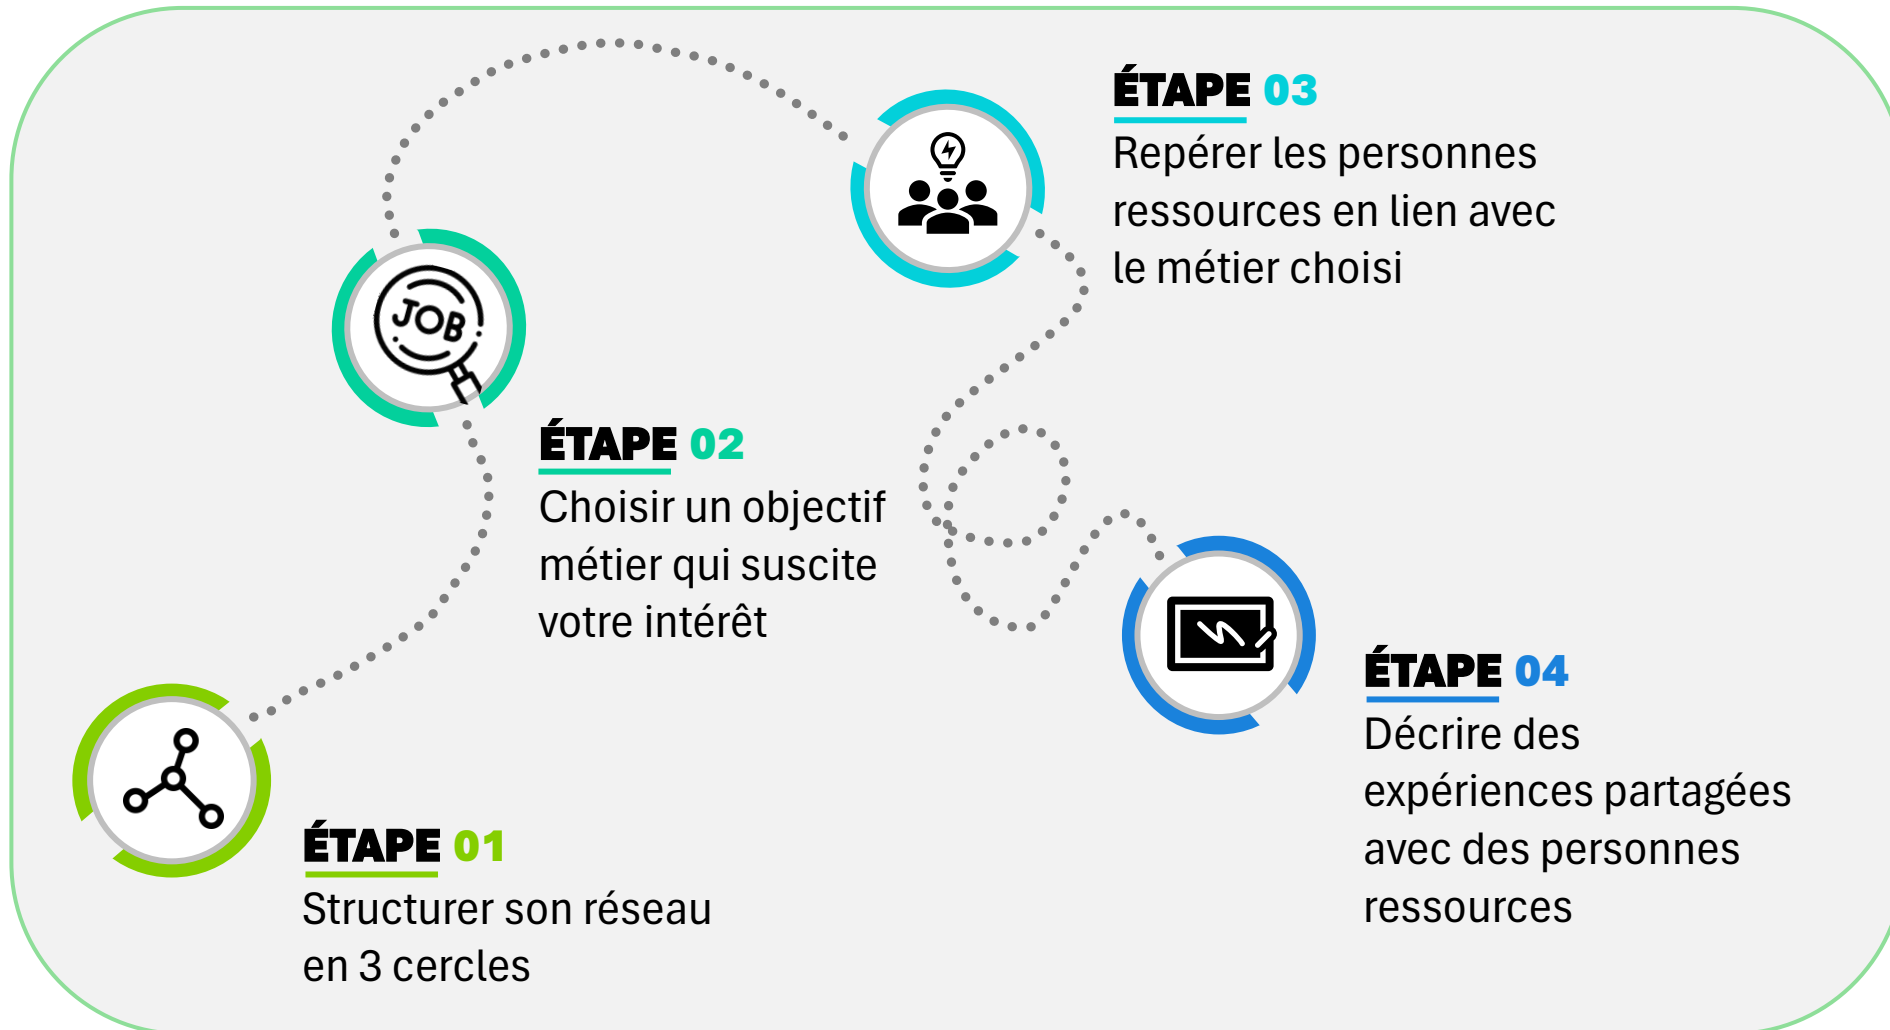 ÉTAPE 01
Structurer son réseau
en 3 cercles
JOB
ÉTAPE 02
Choisir un objectif
métier qui suscite
votre intérêt
ÉTAPE 03
Repérer les personnes
ressources en lien avec
le métier choisi
ÉTAPE 04
Décrire des
expériences partagées
avec des personnes
ressources